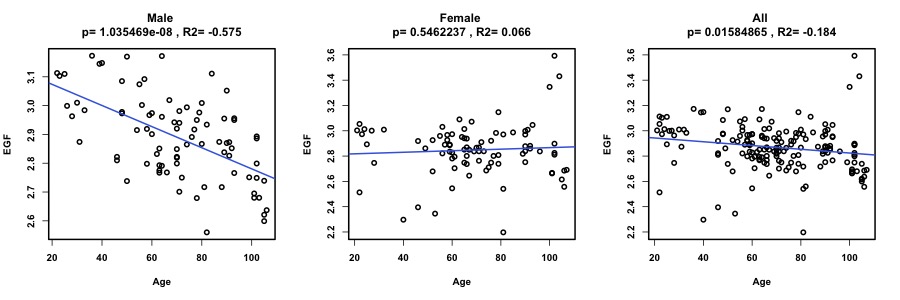 Male
p= 1.035469e-08 , R2= -0.575
EGF
3.1
3.0
2.9
2.8
2.7
2.6
20 40 60 80 100
Age
Female
p= 0.5462237 , R2= 0.066
EGF
3.6
3.4
3.2
3.0
2.8
2.6
2.4
2.2
20 40 60 80 100
Age
All
p= 0.01584865 , R2= -0.184
EGF
3.6
3.4
3.2
3.0
2.8
2.6
2.4
2.2
20 40 60 80 100
Age